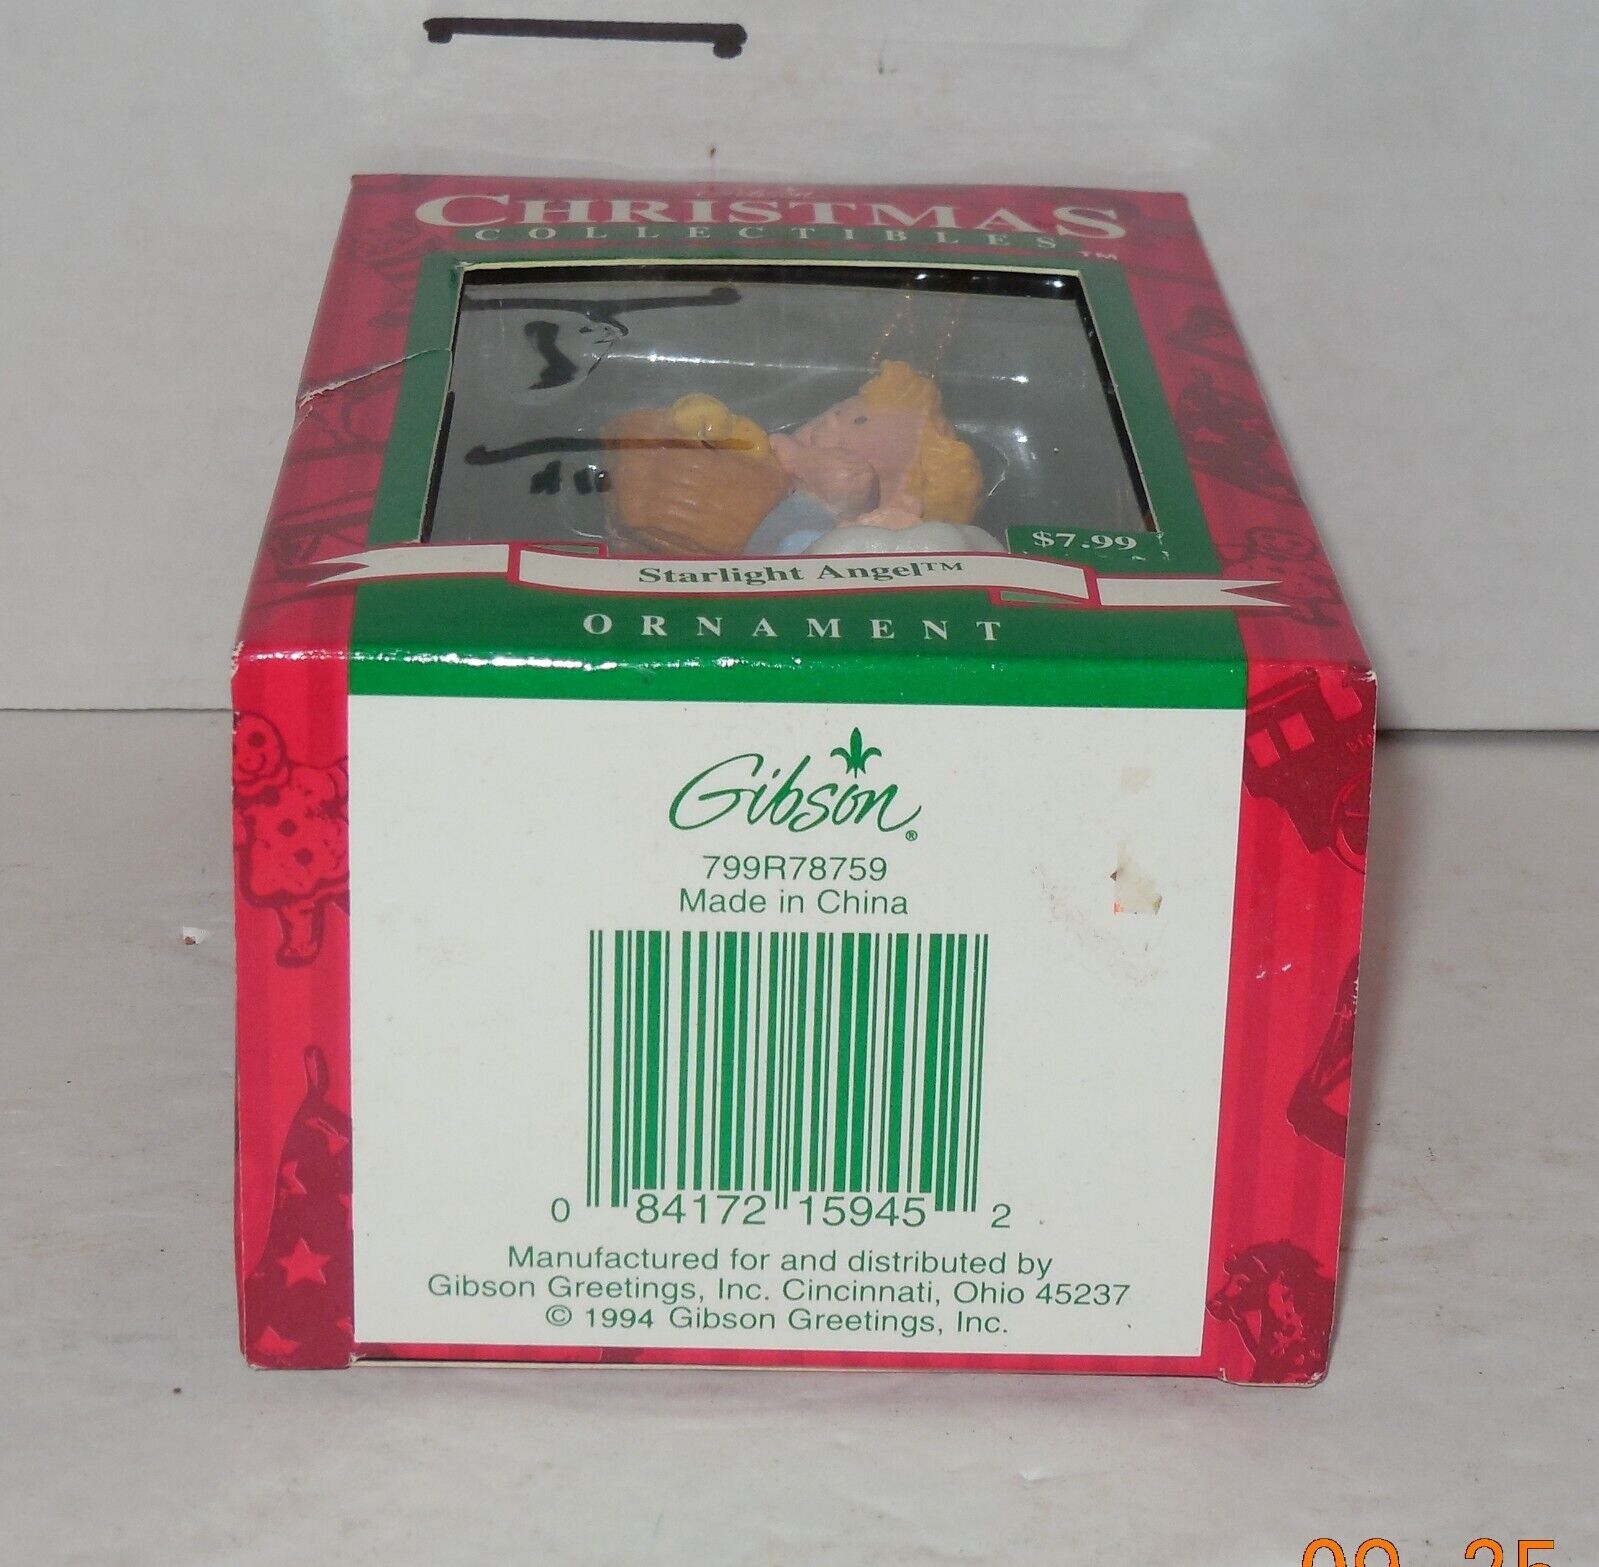 CHRISTMAS
COLLECTIBLES™
$7.99
Starlight Angel™
ORNAMENT
Gibson®
799R78759
Made in China
0 84172 15945 2
Manufactured for and distributed by
Gibson Greetings, Inc. Cincinnati, Ohio 45237
© 1994 Gibson Greetings, Inc.